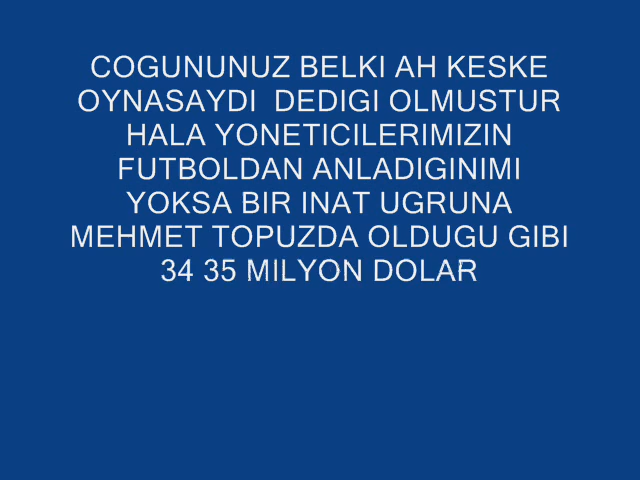 COGUNUNUZ BELKI AH KESKE
OYNASAYDI  DEDIGI OLMUSTUR
HALA YONETICILERIMIZIN
FUTBOLDAN ANLADIGINIMI
YOKSA BIR INAT UGRUNA
MEHMET TOPUZDA OLDUGU GIBI
34 35 MILYON DOLAR